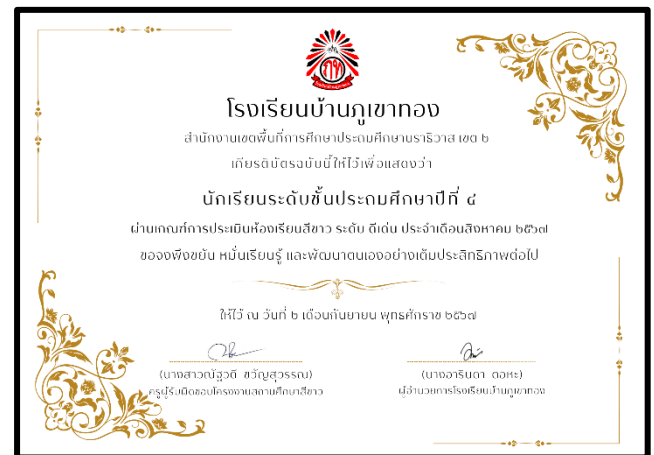 โรงเรียนบ้านภูเขาทอง
สำนักงานเขตพื้นที่การศึกษาประถมศึกษานราธิวาส เขต ๒
เกียรติบัตรฉบับนี้ให้ไว้เพื่อแสดงว่า
นักเรียนระดับชั้นประถมศึกษาปีที่ ๔
ผ่านเกณฑ์การประเมินห้องเรียนสีขาว ระดับ ดีเด่น ประจำเดือนสิงหาคม ๒๕๖๗
ขอจงพึงขยัน หมั่นเรียนรู้ และพัฒนาตนเองอย่างเต็มประสิทธิภาพต่อไป
ให้ไว้ ณ วันที่ ๒ เดือนกันยายน พุทธศักราช ๒๕๖๗
(นางสาวณัฐวดี ขวัญสุวรรณ)
ครูผู้รับผิดชอบโครงงานสถานศึกษาสีขาว
(นางอารินดา ตอหะ)
ผู้อำนวยการโรงเรียนบ้านภูเขาทอง